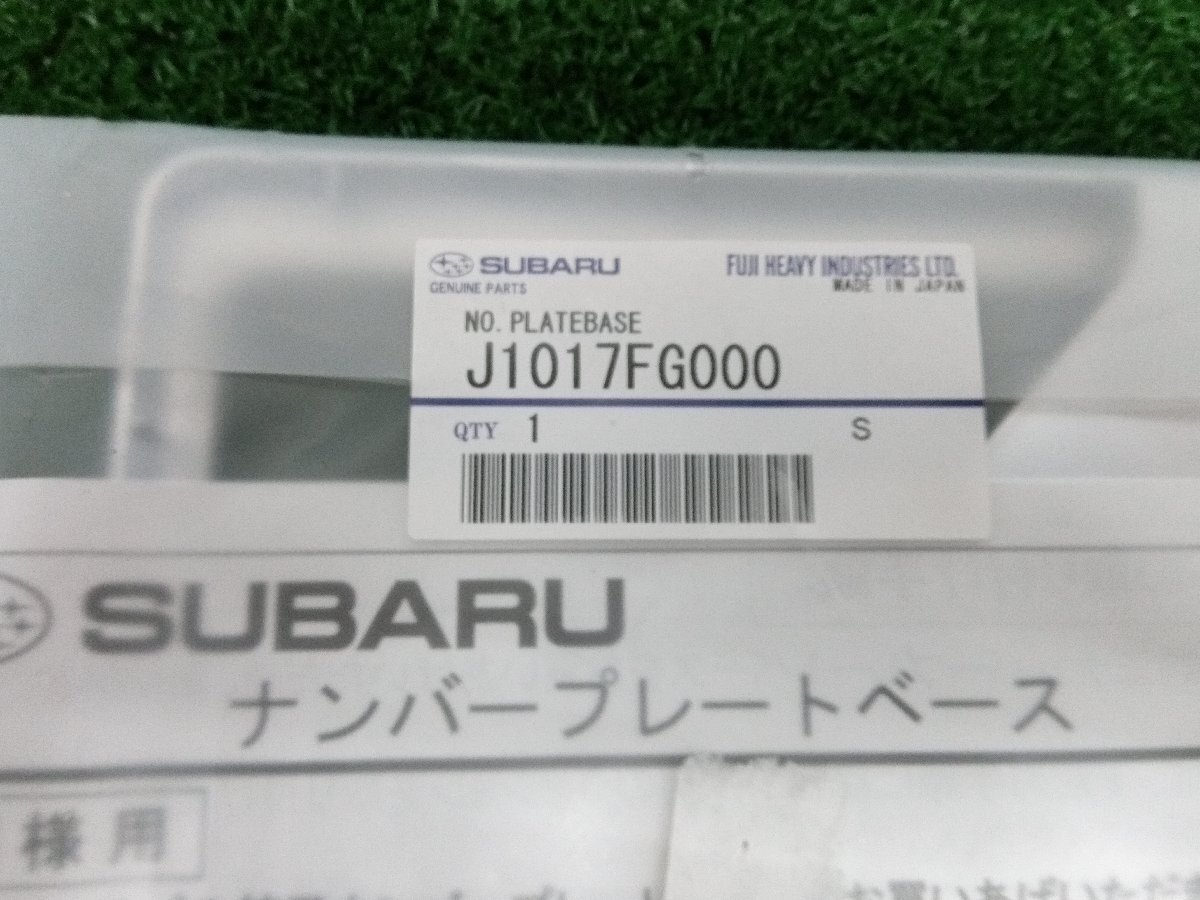 SUBARU
FUJI HEAVY INDUSTRIES LTD.
GENUINE PARTS
MADE IN JAPAN
NO. PLATEBASE
J1017FG000
QTY 1 S
SUBARU
ナンバープレートベース
様用